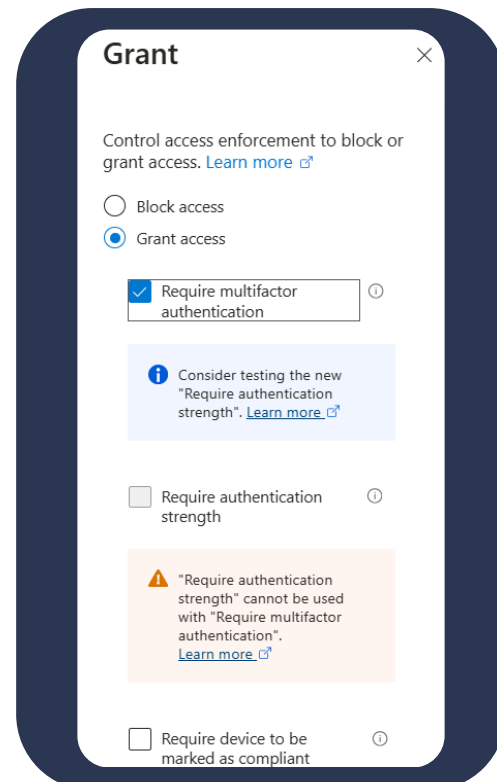 Grant
Control access enforcement to block or
grant access. Learn more
Block access
Grant access
Require multifactor
authentication
Consider testing the new
"Require authentication
strength". Learn more
Require authentication
strength
"Require authentication
strength" cannot be used
with "Require multifactor
authentication".
Learn more
Require device to be
marked as compliant